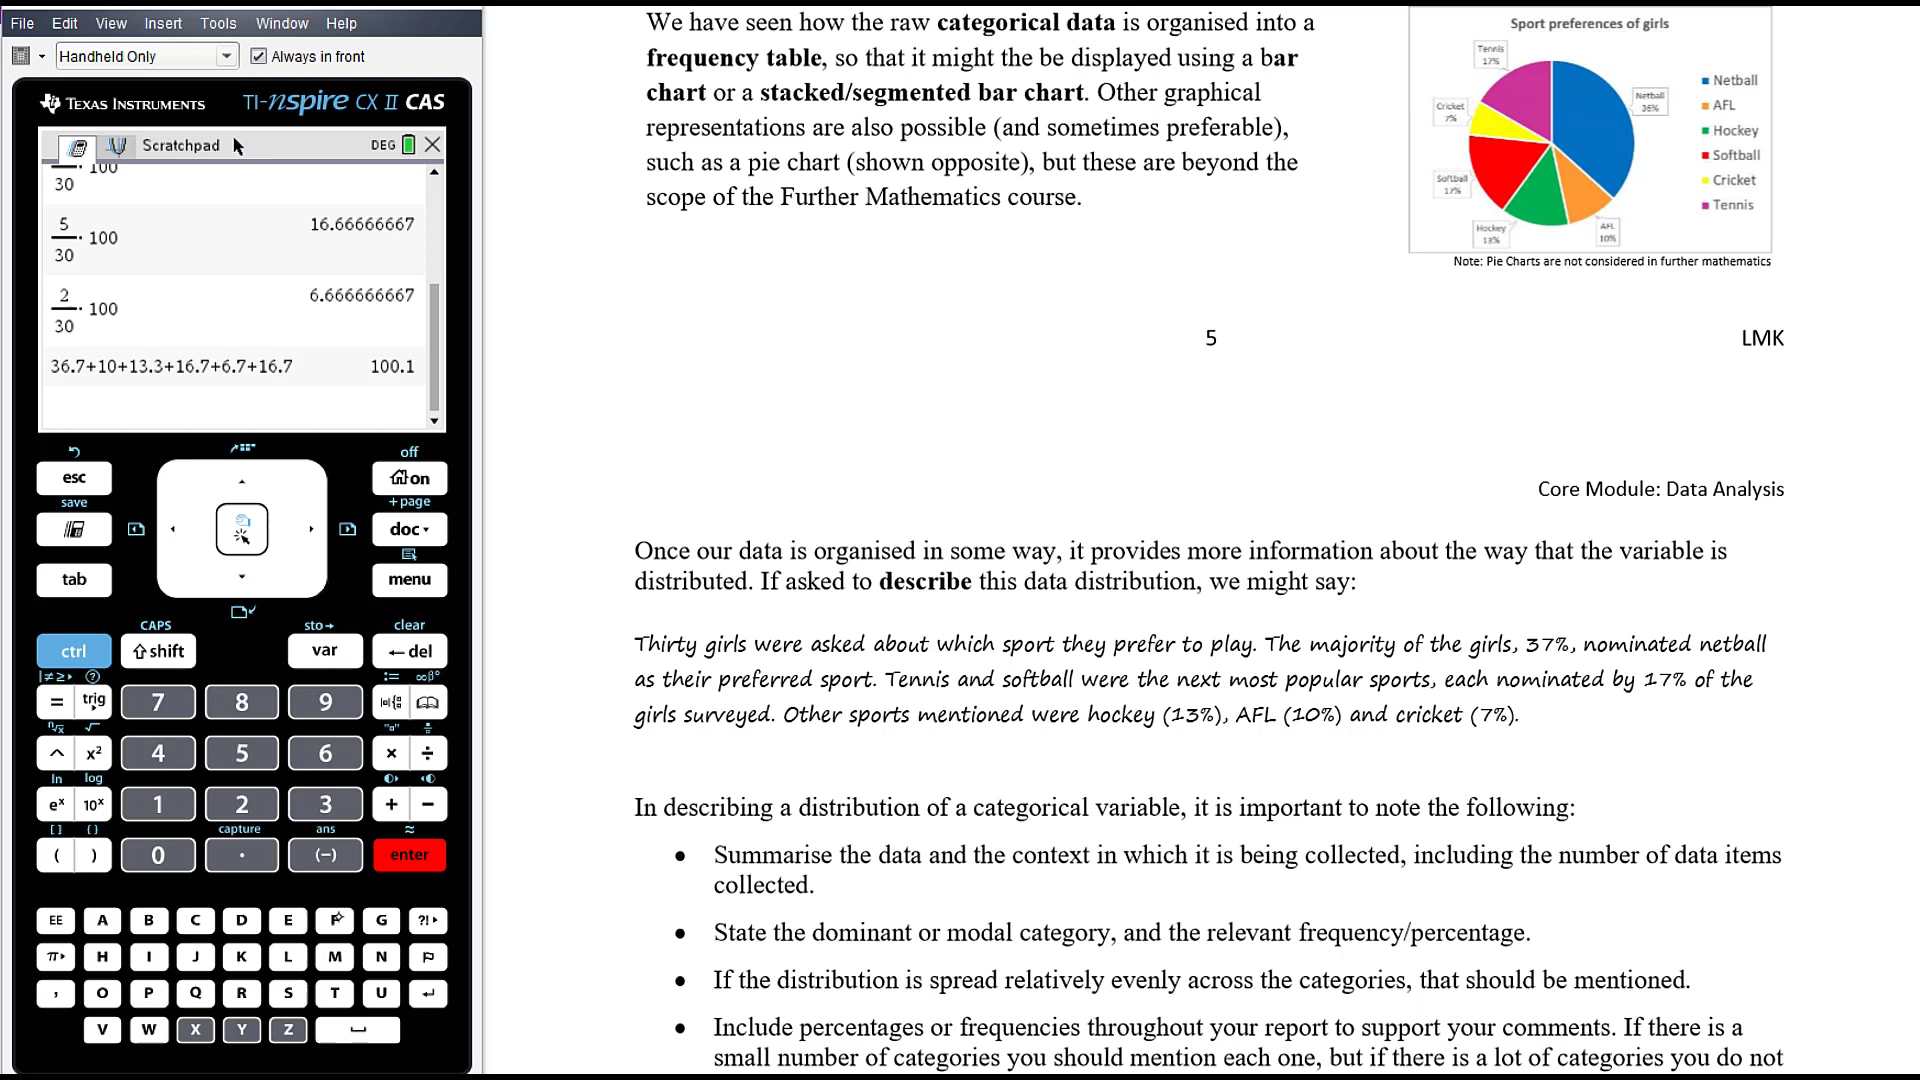 File Edit View Insert Tools Window Help
Handheld Only Always in front
TEXAS INSTRUMENTS TI-nspire CX II CAS
Scratchpad DEG
30 · 100
5/30 · 100 16.66666667
2/30 · 100 6.666666667
36.7+10+13.3+16.7+6.7+16.7 100.1
off
esc on
save +page
doc
tab menu
CAPS sto→ clear
ctrl shift var ←del
= trig 7 8 9
^ x² 4 5 6 × ÷
ln log
eˣ 10ˣ 1 2 3 + −
capture ans
( ) 0 . (−) enter
EE A B C D E F G ?!
π H I J K L M N
, O P Q R S T U
V W X Y Z
We have seen how the raw categorical data is organised into a
frequency table, so that it might the be displayed using a bar
chart or a stacked/segmented bar chart. Other graphical
representations are also possible (and sometimes preferable),
such as a pie chart (shown opposite), but these are beyond the
scope of the Further Mathematics course.
Sport preferences of girls
Tennis
17%
Netball
36%
Cricket
7%
Softball
17%
Hockey
13%
AFL
10%
Netball
AFL
Hockey
Softball
Cricket
Tennis
Note: Pie Charts are not considered in further mathematics
5 LMK
Core Module: Data Analysis
Once our data is organised in some way, it provides more information about the way that the variable is
distributed. If asked to describe this data distribution, we might say:
Thirty girls were asked about which sport they prefer to play. The majority of the girls, 37%, nominated netball
as their preferred sport. Tennis and softball were the next most popular sports, each nominated by 17% of the
girls surveyed. Other sports mentioned were hockey (13%), AFL (10%) and cricket (7%).
In describing a distribution of a categorical variable, it is important to note the following:
• Summarise the data and the context in which it is being collected, including the number of data items
collected.
• State the dominant or modal category, and the relevant frequency/percentage.
• If the distribution is spread relatively evenly across the categories, that should be mentioned.
• Include percentages or frequencies throughout your report to support your comments. If there is a
small number of categories you should mention each one, but if there is a lot of categories you do not